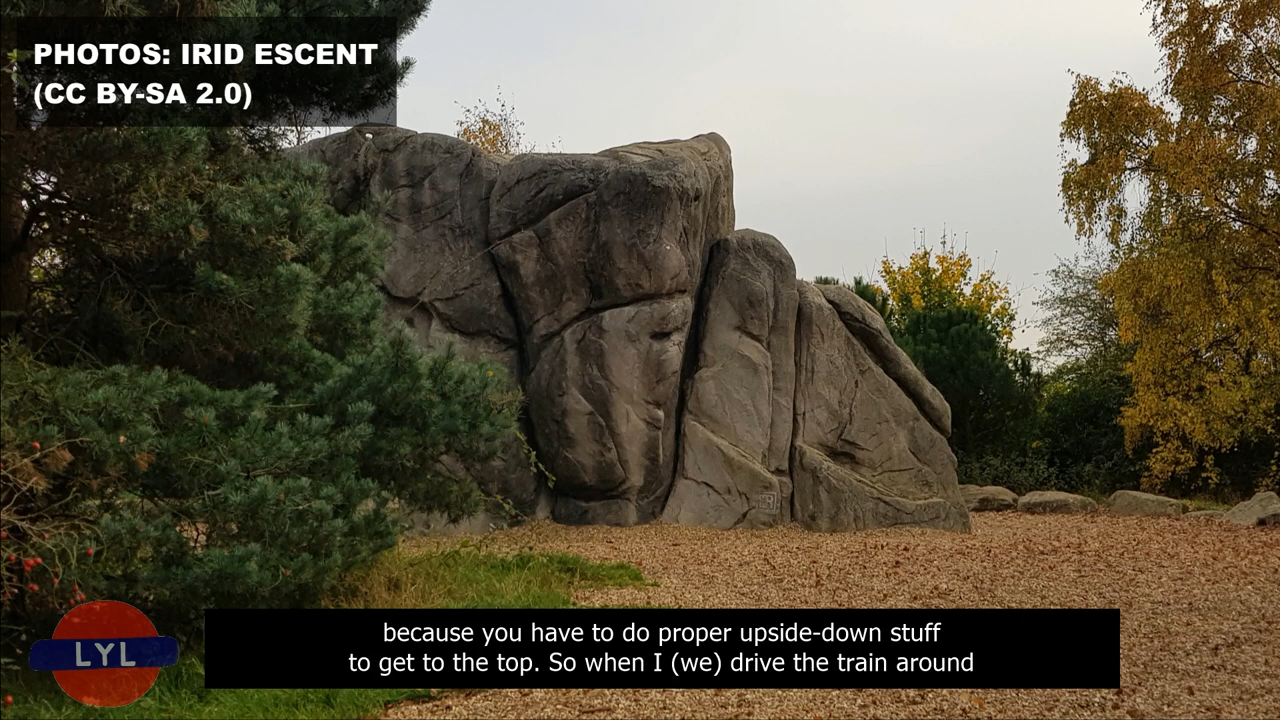 PHOTOS: IRID ESCENT
(CC BY-SA 2.0)
LYL
because you have to do proper upside-down stuff
to get to the top. So when I (we) drive the train around